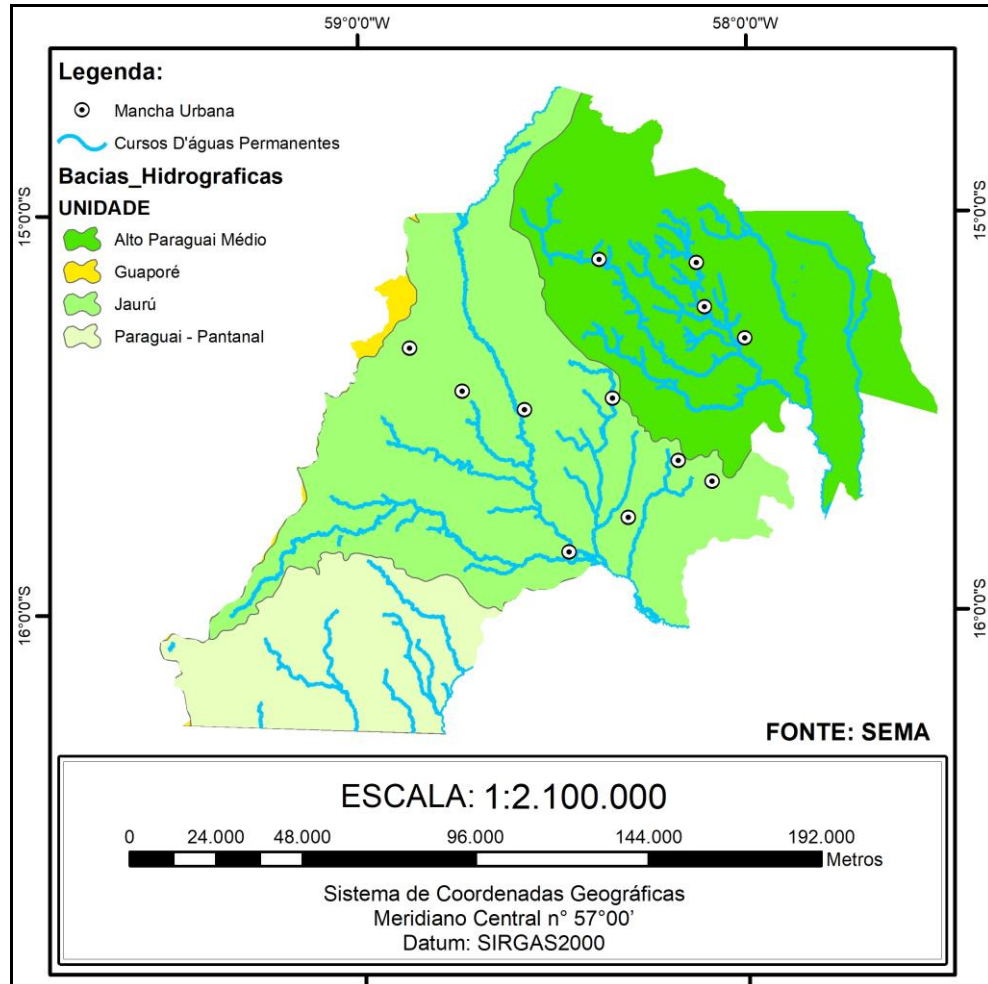 59°0'0"W
58°0'0"W
Legenda:
Mancha Urbana
Cursos D'águas Permanentes
Bacias_Hidrograficas
UNIDADE
Alto Paraguai Médio
Guaporé
Jaurú
Paraguai - Pantanal
15°0'0"S
15°0'0"S
16°0'0"S
16°0'0"S
FONTE: SEMA
ESCALA: 1:2.100.000
0 24.000 48.000 96.000 144.000 192.000
Metros
Sistema de Coordenadas Geográficas
Meridiano Central n° 57°00'
Datum: SIRGAS2000